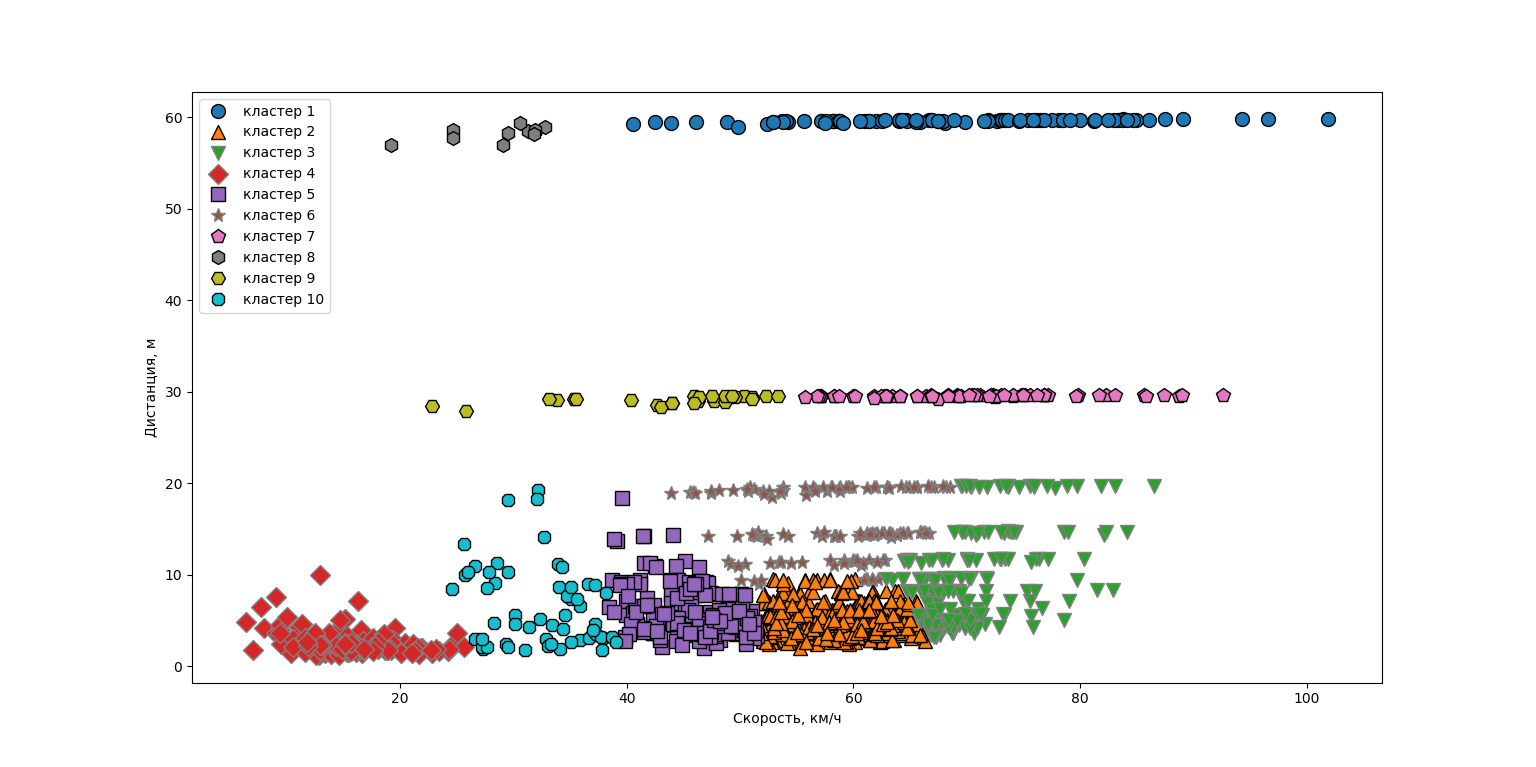 кластер 1
кластер 2
кластер 3
кластер 4
кластер 5
кластер 6
кластер 7
кластер 8
кластер 9
кластер 10
60
50
40
30
20
10
0
Дистанция, м
20 40 60 80 100
Скорость, км/ч